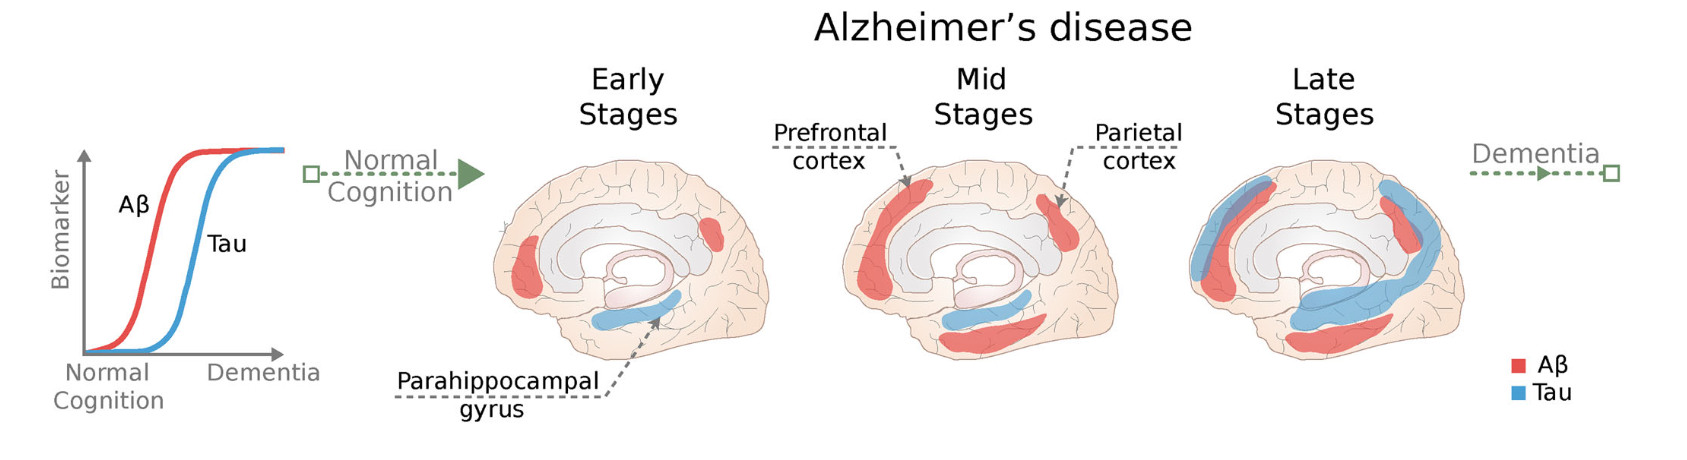 Alzheimer’s disease
Early
Stages
Mid
Stages
Late
Stages
Prefrontal
cortex
Parietal
cortex
Normal
Cognition
Dementia
Biomarker
Aβ
Tau
Normal
Cognition
Dementia
Parahippocampal
gyrus
Aβ
Tau